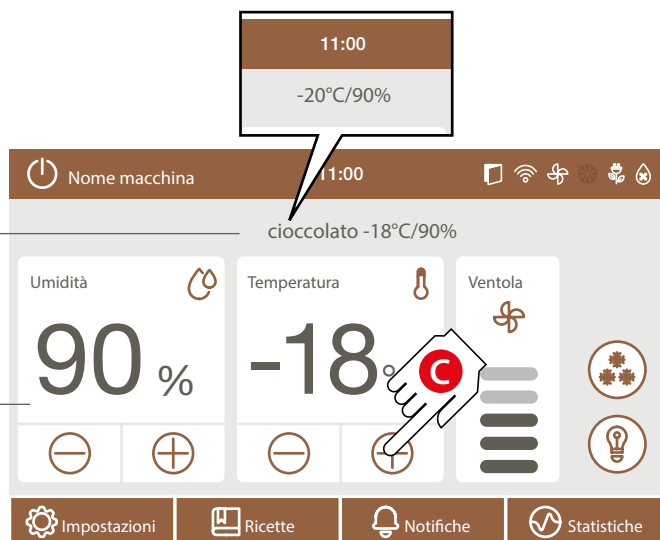 11:00
-20°C/90%
Nome macchina
11:00
cioccolato -18°C/90%
Umidità
Temperatura
Ventola
90 %
-18°
C
Impostazioni
Ricette
Notifiche
Statistiche